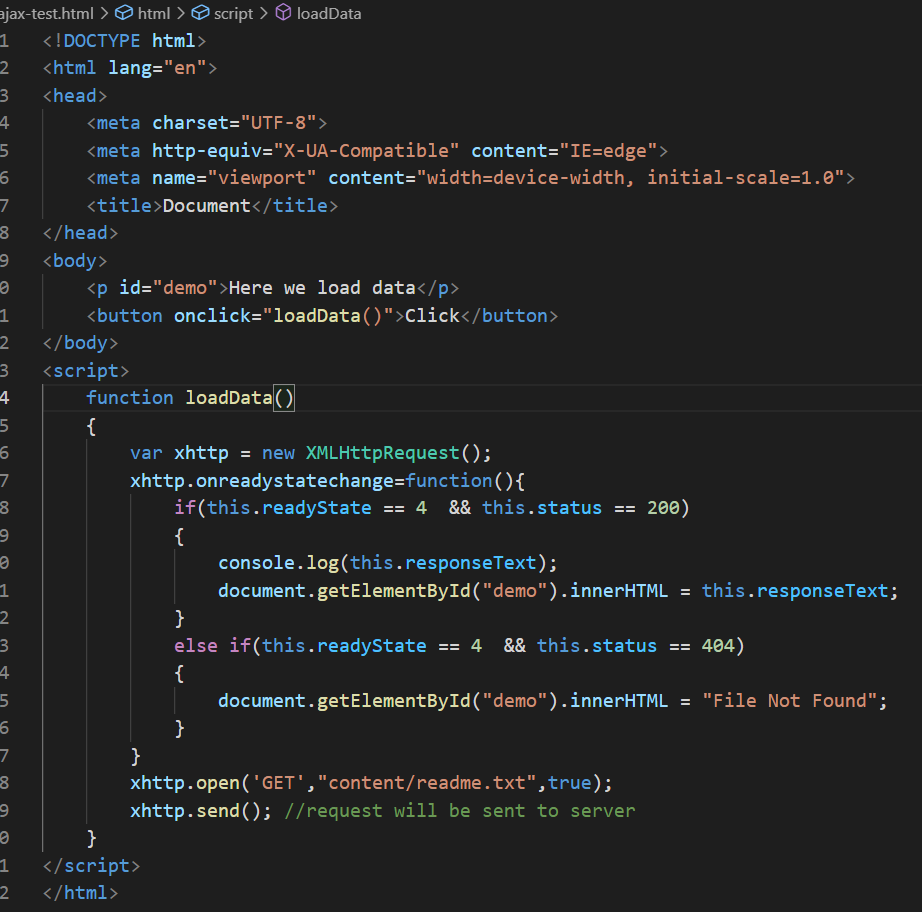 ajax-test.html > html > script > loadData
1 <!DOCTYPE html>
2 <html lang="en">
3 <head>
4     <meta charset="UTF-8">
5     <meta http-equiv="X-UA-Compatible" content="IE=edge">
6     <meta name="viewport" content="width=device-width, initial-scale=1.0">
7     <title>Document</title>
8 </head>
9 <body>
0     <p id="demo">Here we load data</p>
1     <button onclick="loadData()">Click</button>
2 </body>
3 <script>
4     function loadData()
5     {
6         var xhttp = new XMLHttpRequest();
7         xhttp.onreadystatechange=function(){
8             if(this.readyState == 4  && this.status == 200)
9             {
0                 console.log(this.responseText);
1                 document.getElementById("demo").innerHTML = this.responseText;
2             }
3             else if(this.readyState == 4  && this.status == 404)
4             {
5                 document.getElementById("demo").innerHTML = "File Not Found";
6             }
7         }
8         xhttp.open('GET',"content/readme.txt",true);
9         xhttp.send(); //request will be sent to server
0     }
1 </script>
2 </html>